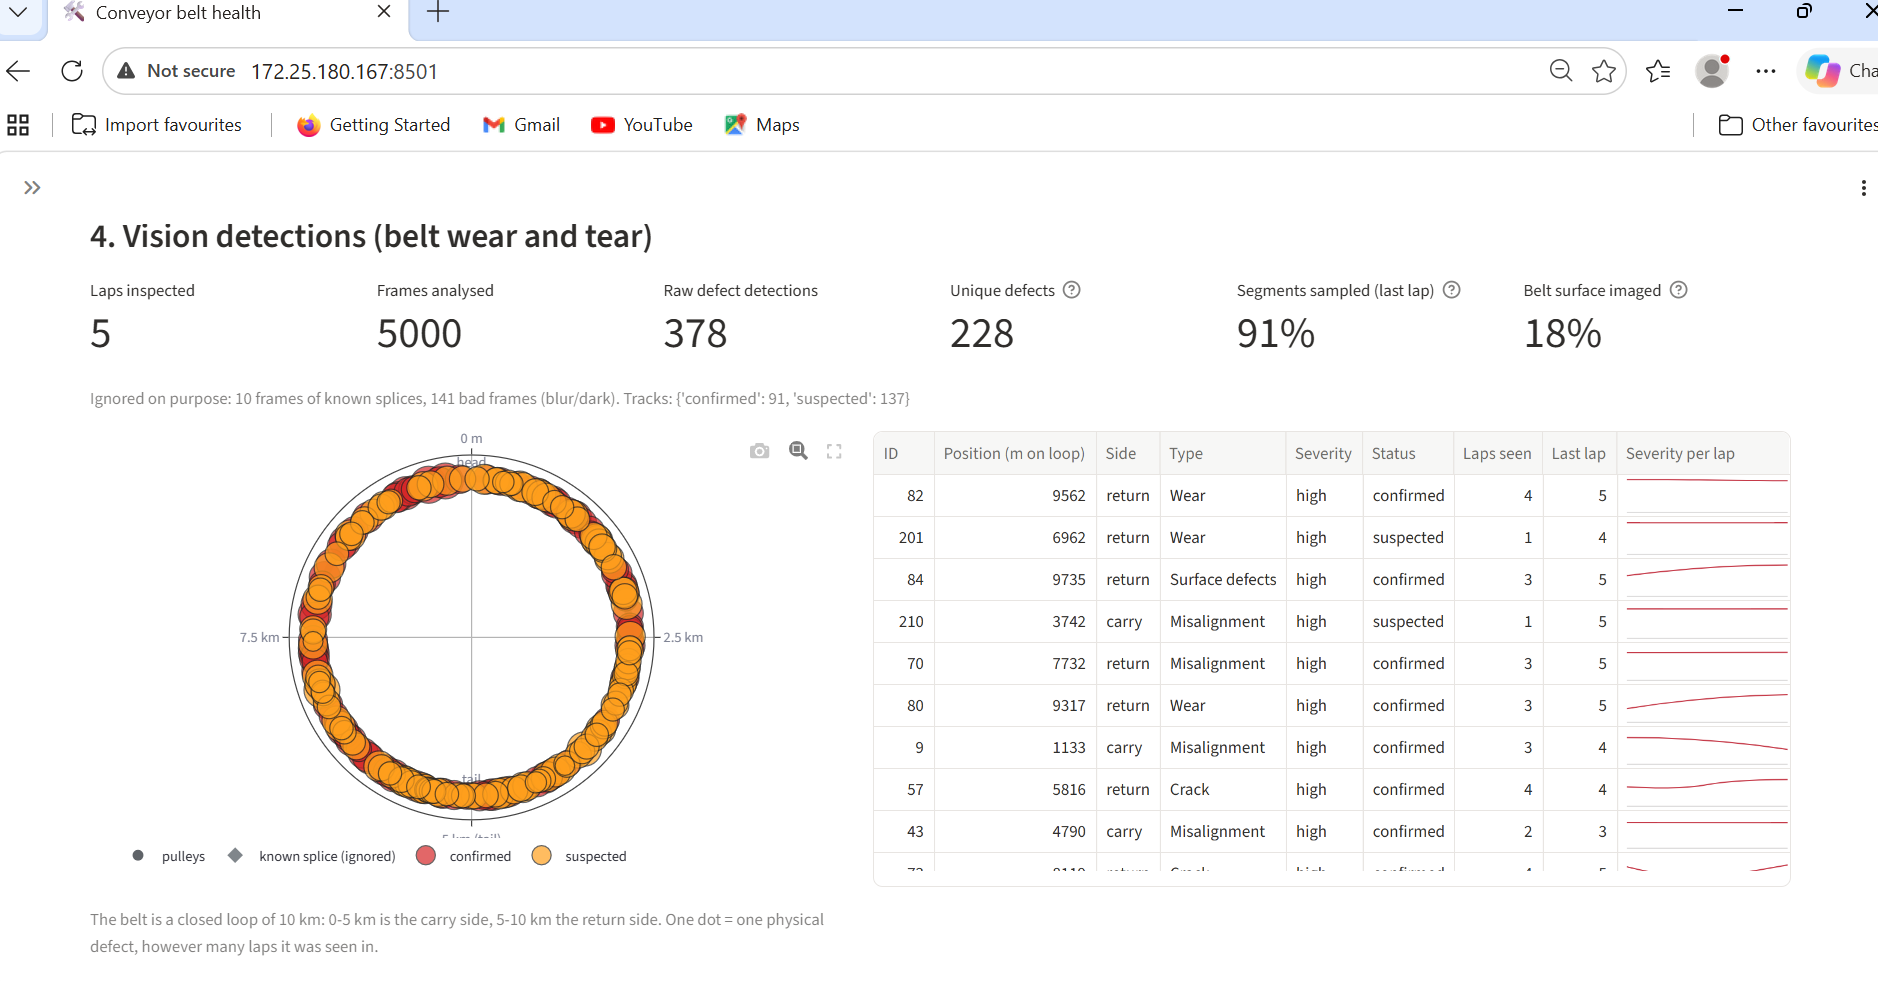 Conveyor belt health
Not secure 172.25.180.167:8501
Import favourites Getting Started Gmail YouTube Maps Other favourites
4. Vision detections (belt wear and tear)
Laps inspected Frames analysed Raw defect detections Unique defects Segments sampled (last lap) Belt surface imaged
5 5000 378 228 91% 18%
Ignored on purpose: 10 frames of known splices, 141 bad frames (blur/dark). Tracks: {'confirmed': 91, 'suspected': 137}
0 m
head
7.5 km
2.5 km
tail
5 km (tail)
pulleys known splice (ignored) confirmed suspected
The belt is a closed loop of 10 km: 0-5 km is the carry side, 5-10 km the return side. One dot = one physical
defect, however many laps it was seen in.
ID Position (m on loop) Side Type Severity Status Laps seen Last lap Severity per lap
82 9562 return Wear high confirmed 4 5
201 6962 return Wear high suspected 1 4
84 9735 return Surface defects high confirmed 3 5
210 3742 carry Misalignment high suspected 1 5
70 7732 return Misalignment high confirmed 3 5
80 9317 return Wear high confirmed 3 5
9 1133 carry Misalignment high confirmed 3 4
57 5816 return Crack high confirmed 4 4
43 4790 carry Misalignment high confirmed 2 3
return Crack high confirmed